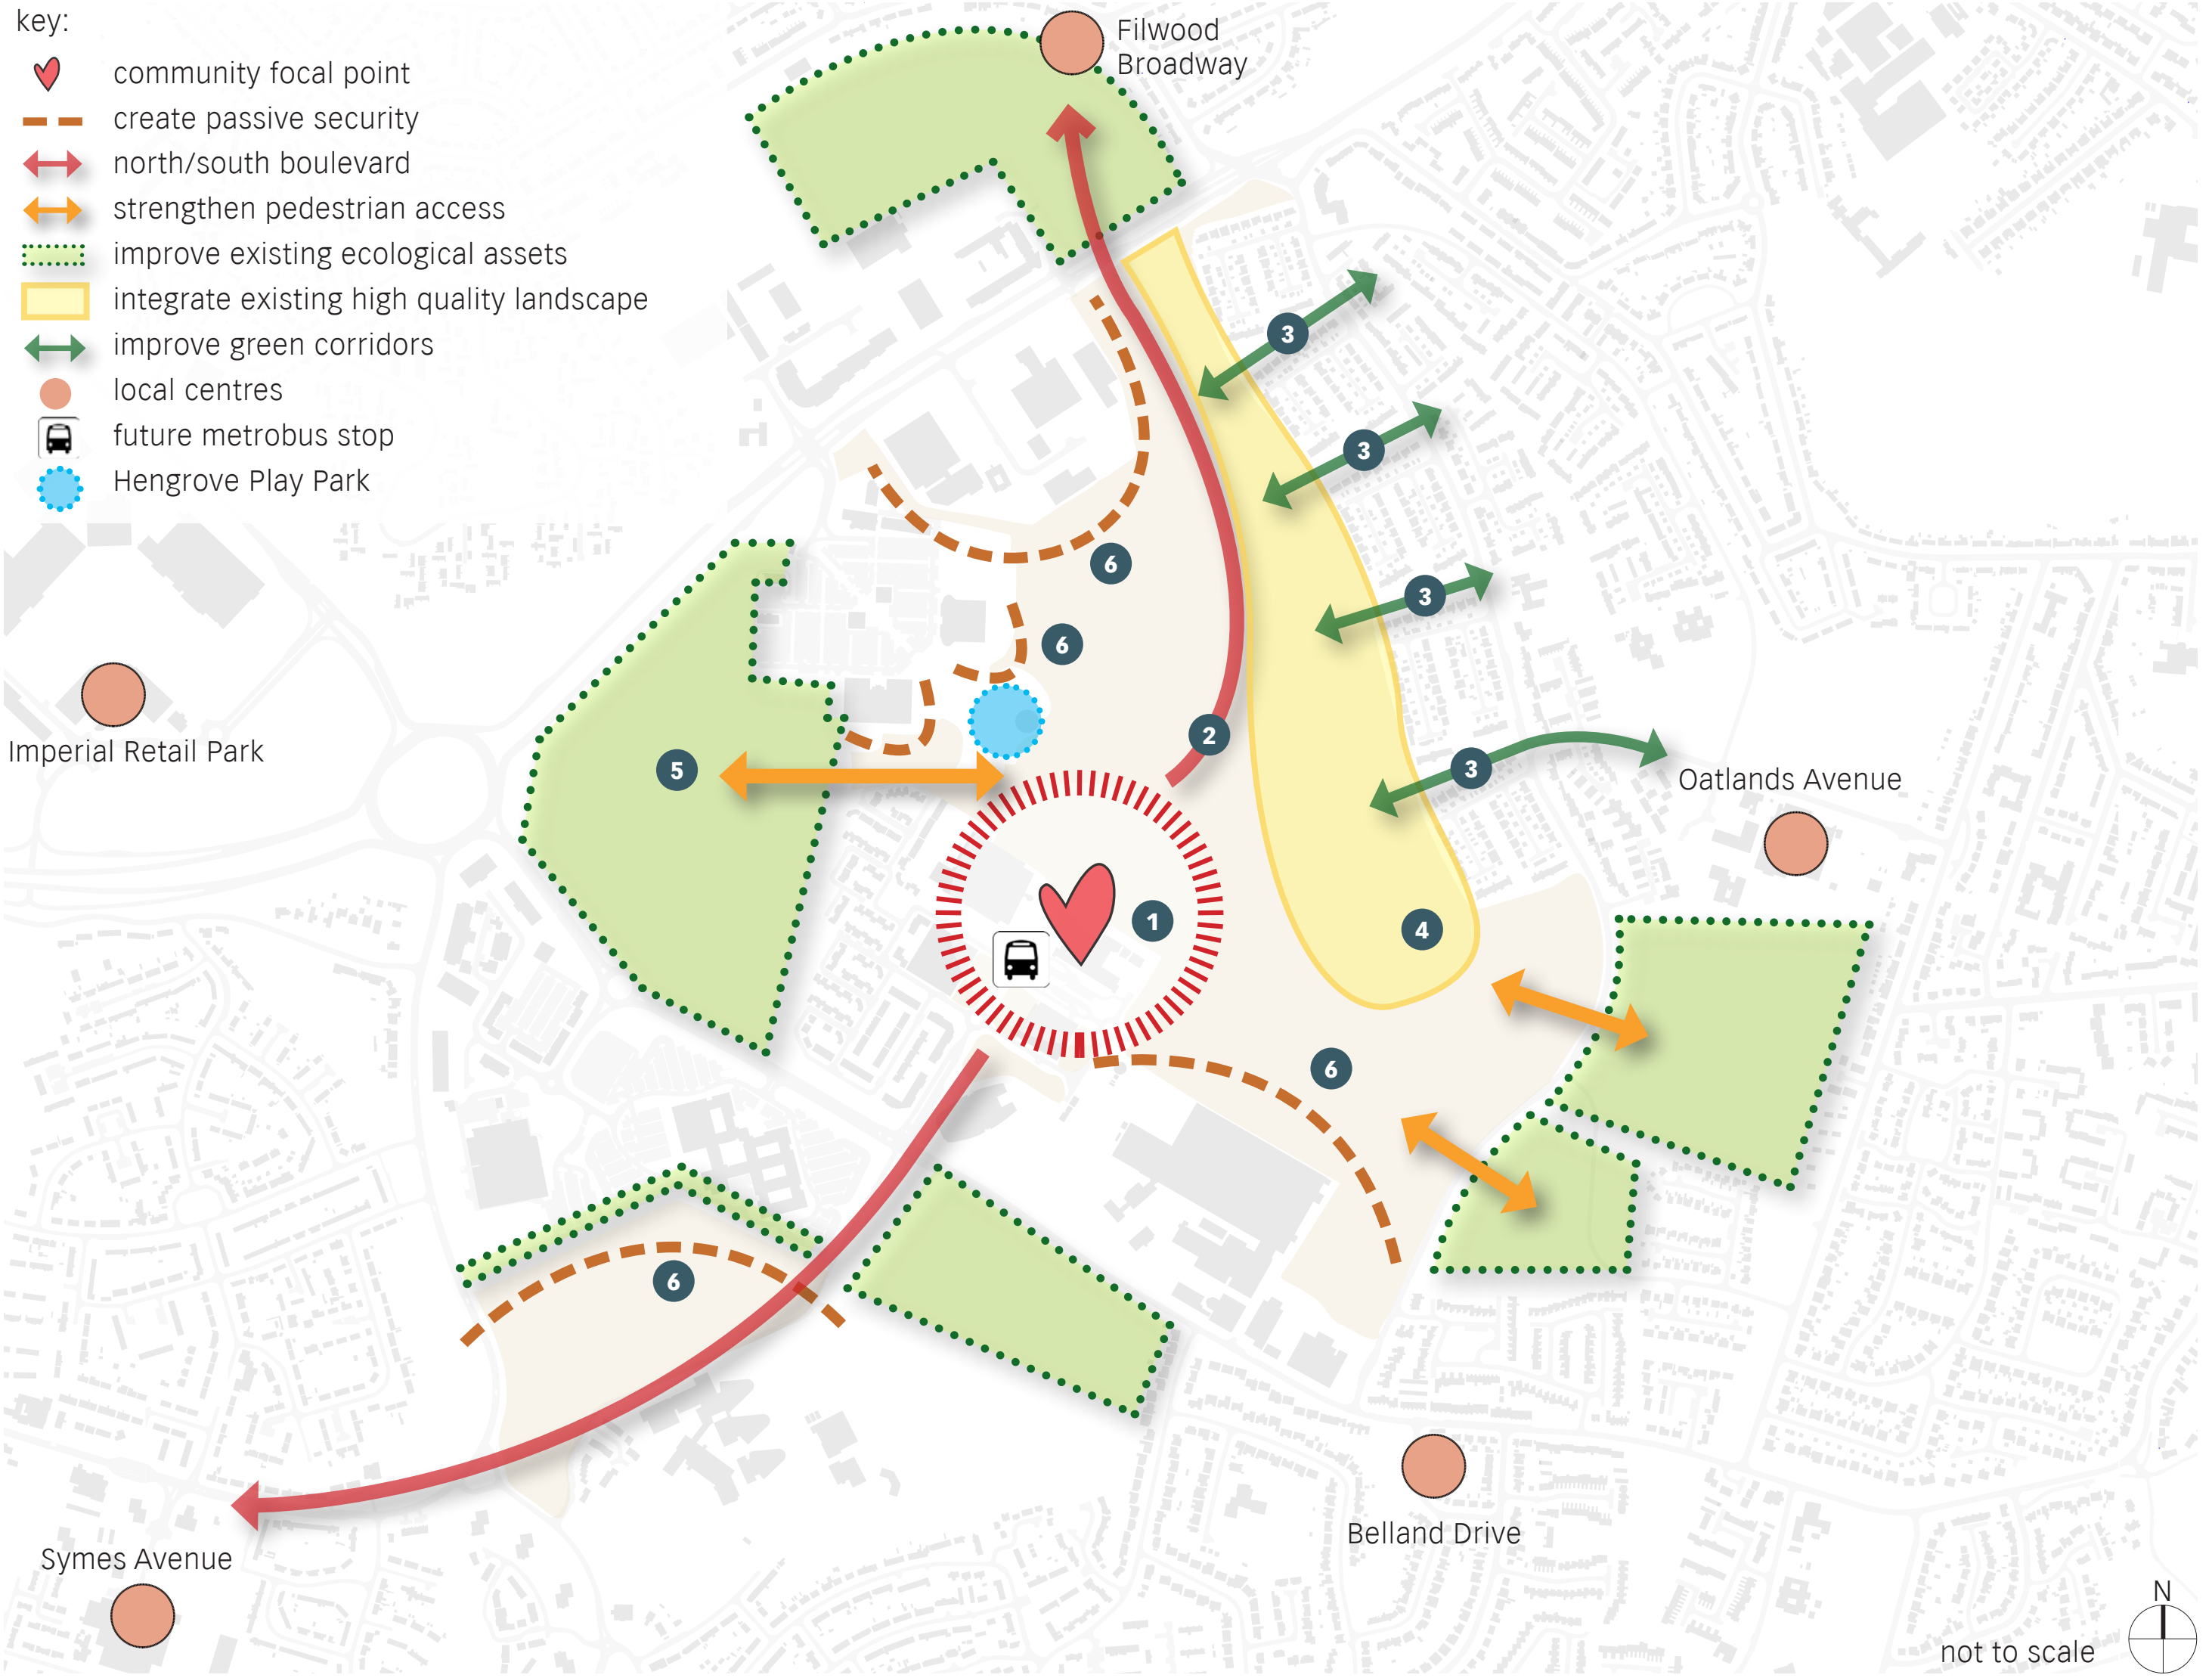 key:
community focal point
create passive security
north/south boulevard
strengthen pedestrian access
improve existing ecological assets
integrate existing high quality landscape
improve green corridors
local centres
future metrobus stop
Hengrove Play Park
Filwood
Broadway
3
3
6
3
6
Imperial Retail Park
2
5
3
Oatlands Avenue
1
4
6
6
Belland Drive
Symes Avenue
N
not to scale